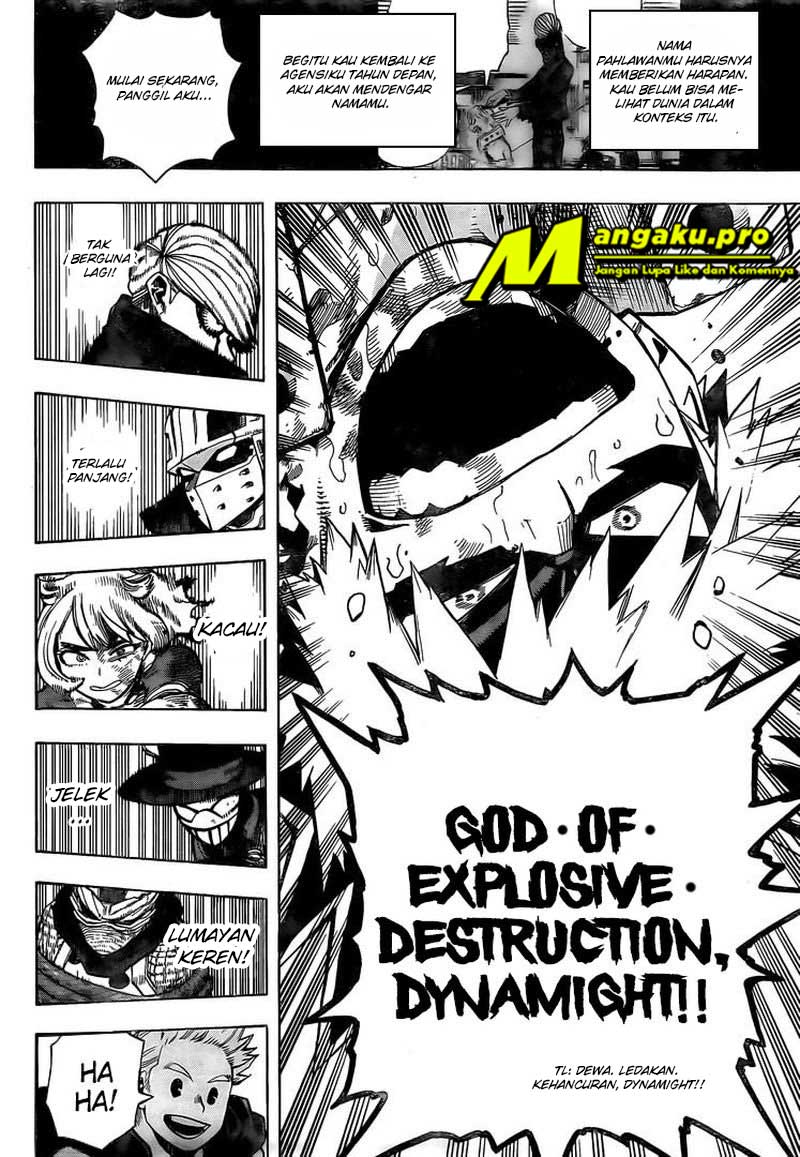 NAMA
PAHLAWANMU HARUSNYA
MEMBERIKAN HARAPAN.
KAU BELUM BISA ME-
LIHAT DUNIA DALAM
KONTEKS ITU.
BEGITU KAU KEMBALI KE
AGENSIKU TAHUN DEPAN,
AKU AKAN MENDENGAR
NAMAMU.
MULAI SEKARANG,
PANGGIL AKU...
Mangaku.pro
Jangan Lupa Like dan Komennya
GOD · OF ·
EXPLOSIVE ·
DESTRUCTION,
DYNAMIGHT!!
TL: DEWA. LEDAKAN.
KEHANCURAN, DYNAMIGHT!!
TAK
BERGUNA
LAGI!
TERLALU
PANJANG!
KACAU!
JELEK
...
LUMAYAN
KEREN!
HA
HA!